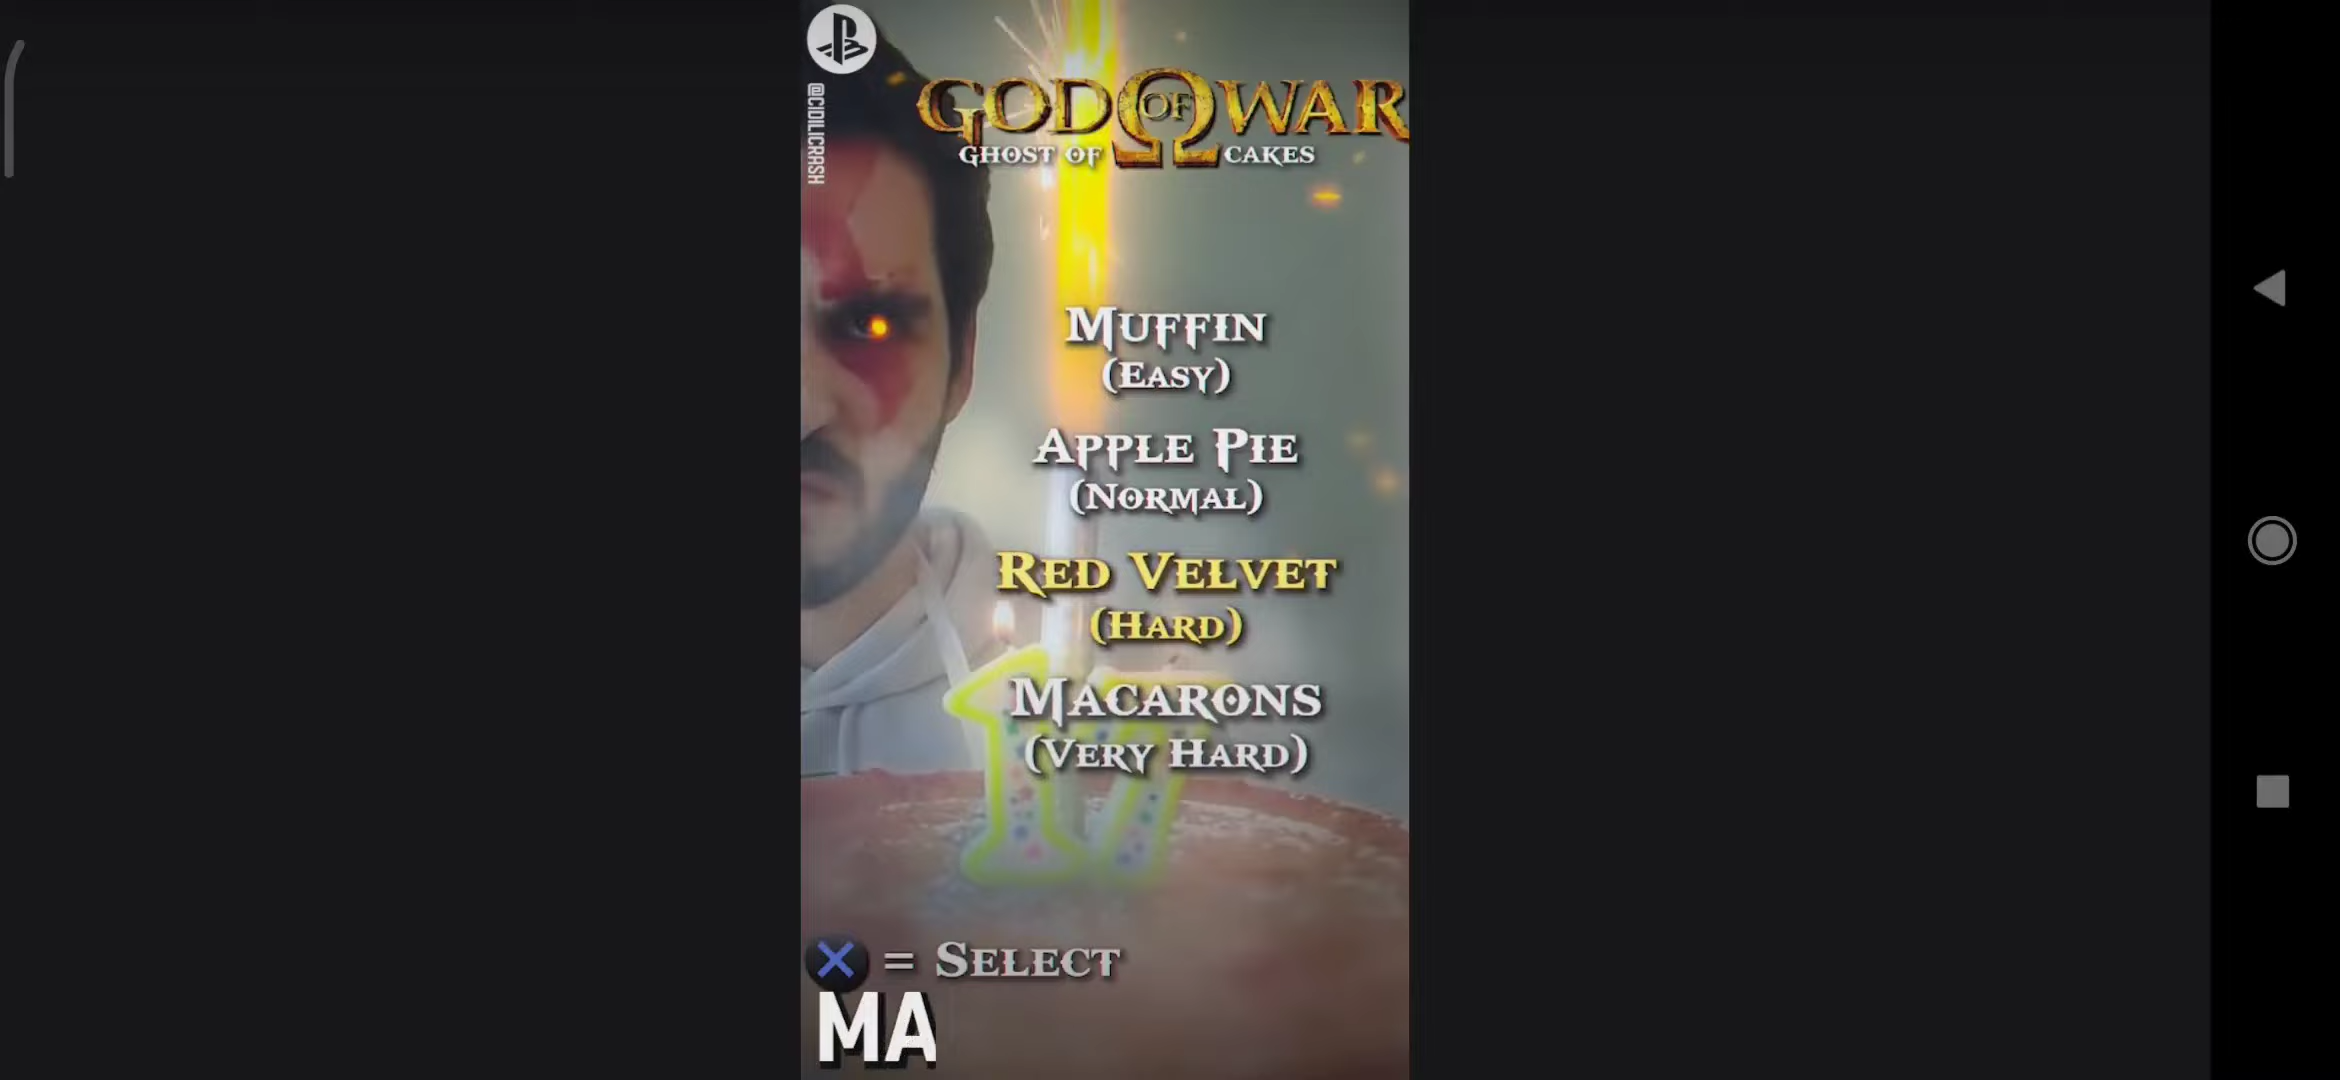 @CIDILICRASH
GOD OF WAR
GHOST OF CAKES
MUFFIN
(EASY)
APPLE PIE
(NORMAL)
RED VELVET
(HARD)
MACARONS
(VERY HARD)
17
= SELECT
MA